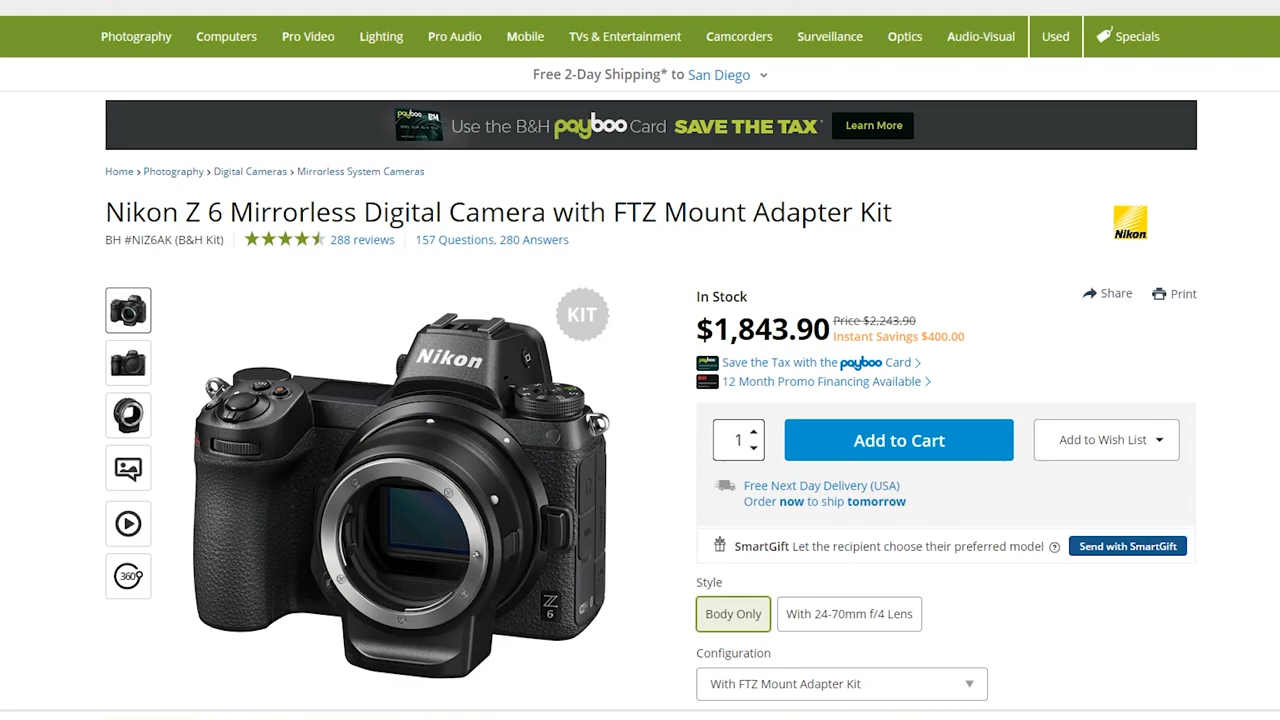 Photography Computers Pro Video Lighting Pro Audio Mobile TVs & Entertainment Camcorders Surveillance Optics Audio-Visual Used Specials
Free 2-Day Shipping* to San Diego
payboo B&H Use the B&H payboo Card SAVE THE TAX* Learn More
Home › Photography › Digital Cameras › Mirrorless System Cameras
Nikon Z 6 Mirrorless Digital Camera with FTZ Mount Adapter Kit
BH #NIZ6AK (B&H Kit) 288 reviews 157 Questions, 280 Answers
Nikon
In Stock
Share Print
KIT
$1,843.90 Price $2,243.90
Instant Savings $400.00
Nikon
Save the Tax with the payboo Card
12 Month Promo Financing Available
1 Add to Cart Add to Wish List
Free Next Day Delivery (USA)
Order now to ship tomorrow
SmartGift Let the recipient choose their preferred model ? Send with SmartGift
360º
Style
Z
6
Body Only With 24-70mm f/4 Lens
Configuration
With FTZ Mount Adapter Kit